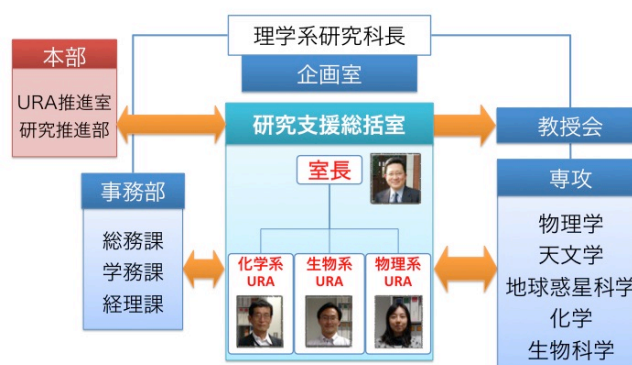 理学系研究科長
企画室
本部
URA推進室
研究推進部
研究支援総括室
教授会
室長
事務部
総務課
学務課
経理課
化学系
URA
生物系
URA
物理系
URA
専攻
物理学
天文学
地球惑星科学
化学
生物科学